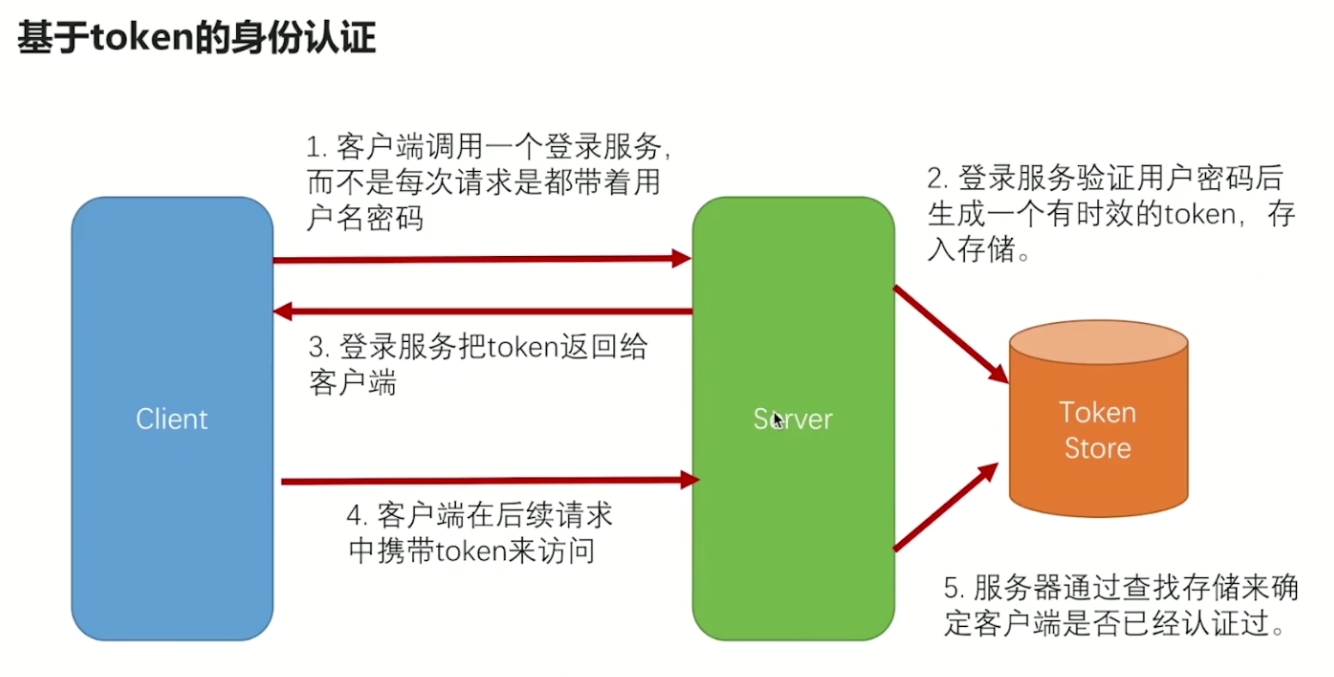 基于token的身份认证
1. 客户端调用一个登录服务,
而不是每次请求是都带着用
户名密码
2. 登录服务验证用户密码后
生成一个有时效的token，存
入存储。
3. 登录服务把token返回给
客户端
Client
Server
Token
Store
4. 客户端在后续请求
中携带token来访问
5. 服务器通过查找存储来确
定客户端是否已经认证过。